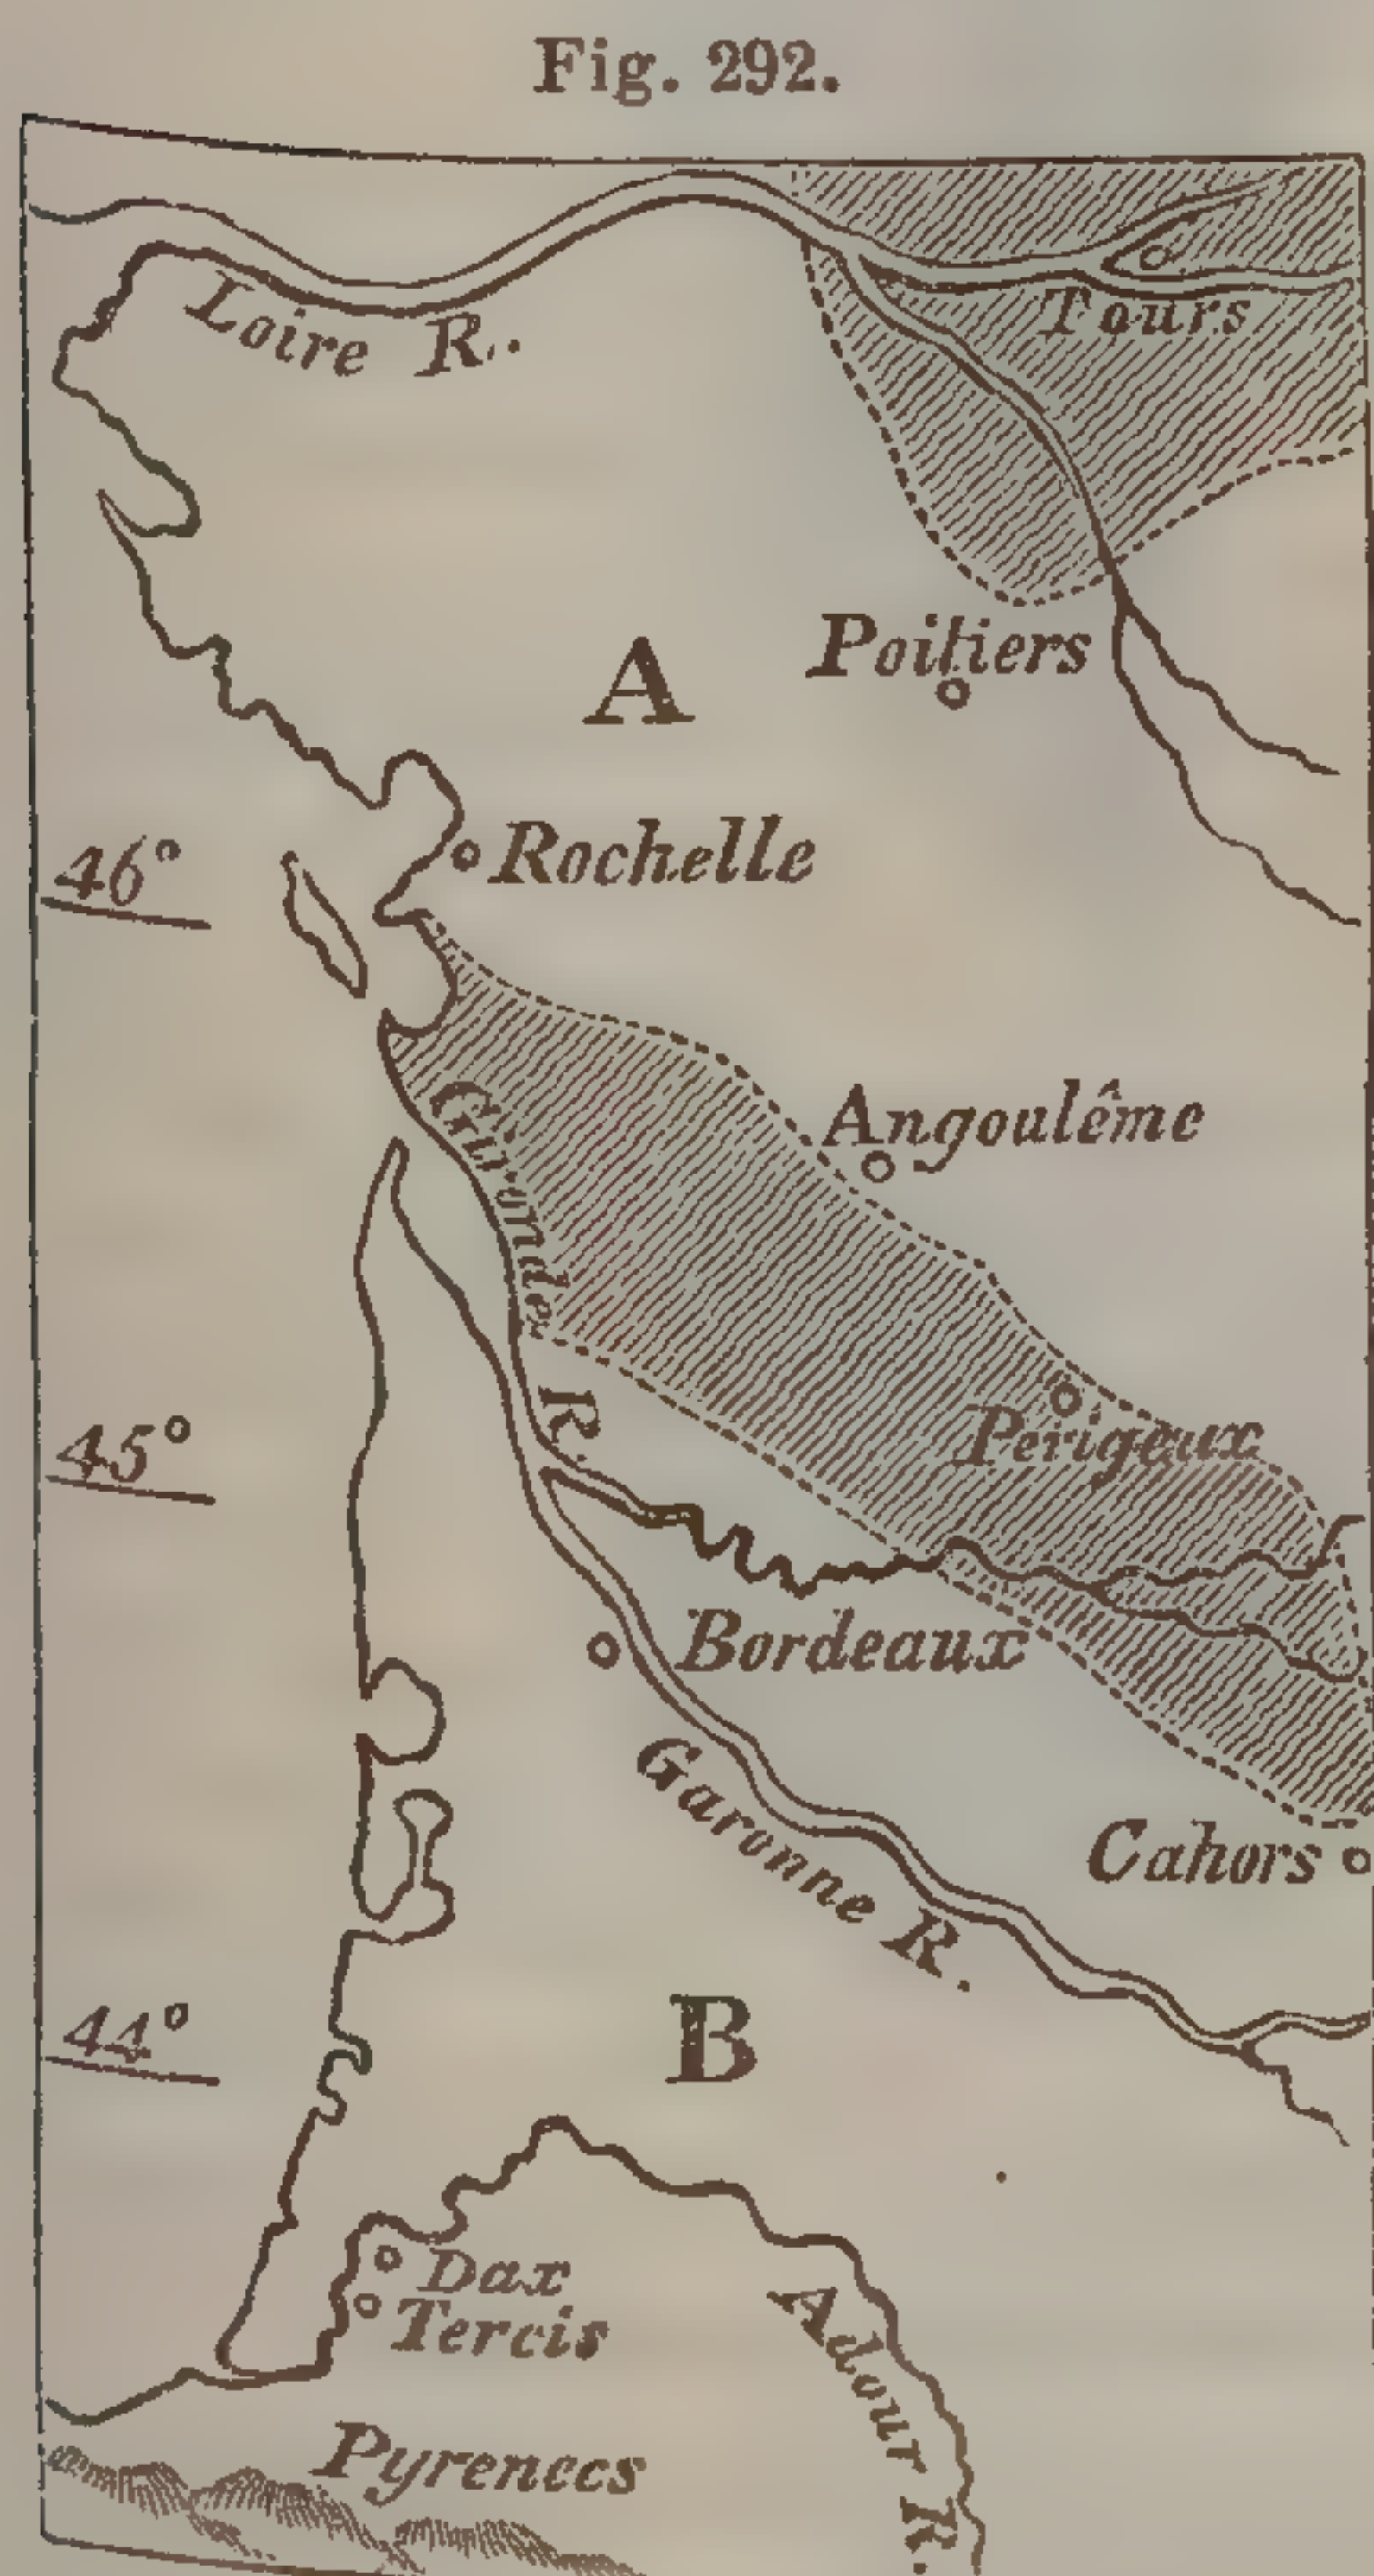 Fig. 292.
Tours
Loire R.
Poitiers
A
Rochelle
46°
Angoulême
Gironde R.
Perigeux
45°
Bordeaux
Garonne R.
Cahors
44°
B
Dax
Tercis
Adour R.
Pyrenees